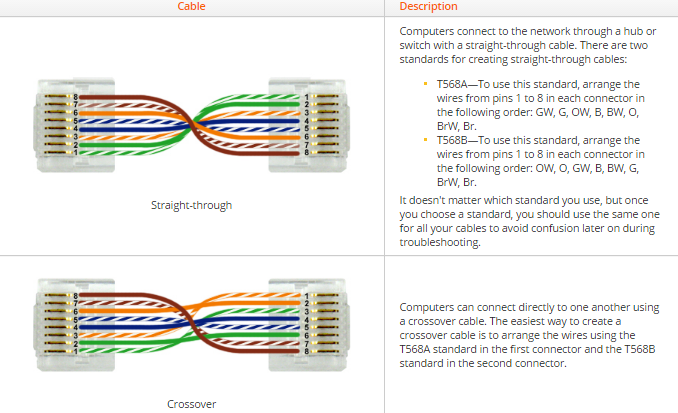 Cable
Description
Computers connect to the network through a hub or
switch with a straight-through cable. There are two
standards for creating straight-through cables:
T568A—To use this standard, arrange the
wires from pins 1 to 8 in each connector in
the following order: GW, G, OW, B, BW, O,
BrW, Br.
T568B—To use this standard, arrange the
wires from pins 1 to 8 in each connector in
the following order: OW, O, GW, B, BW, G,
BrW, Br.
It doesn't matter which standard you use, but once
you choose a standard, you should use the same one
for all your cables to avoid confusion later on during
troubleshooting.
8
7
6
5
4
3
2
1
1
2
3
4
5
6
7
8
Straight-through
8
7
6
5
4
3
2
1
1
2
3
4
5
6
7
8
Crossover
Computers can connect directly to one another using
a crossover cable. The easiest way to create a
crossover cable is to arrange the wires using the
T568A standard in the first connector and the T568B
standard in the second connector.